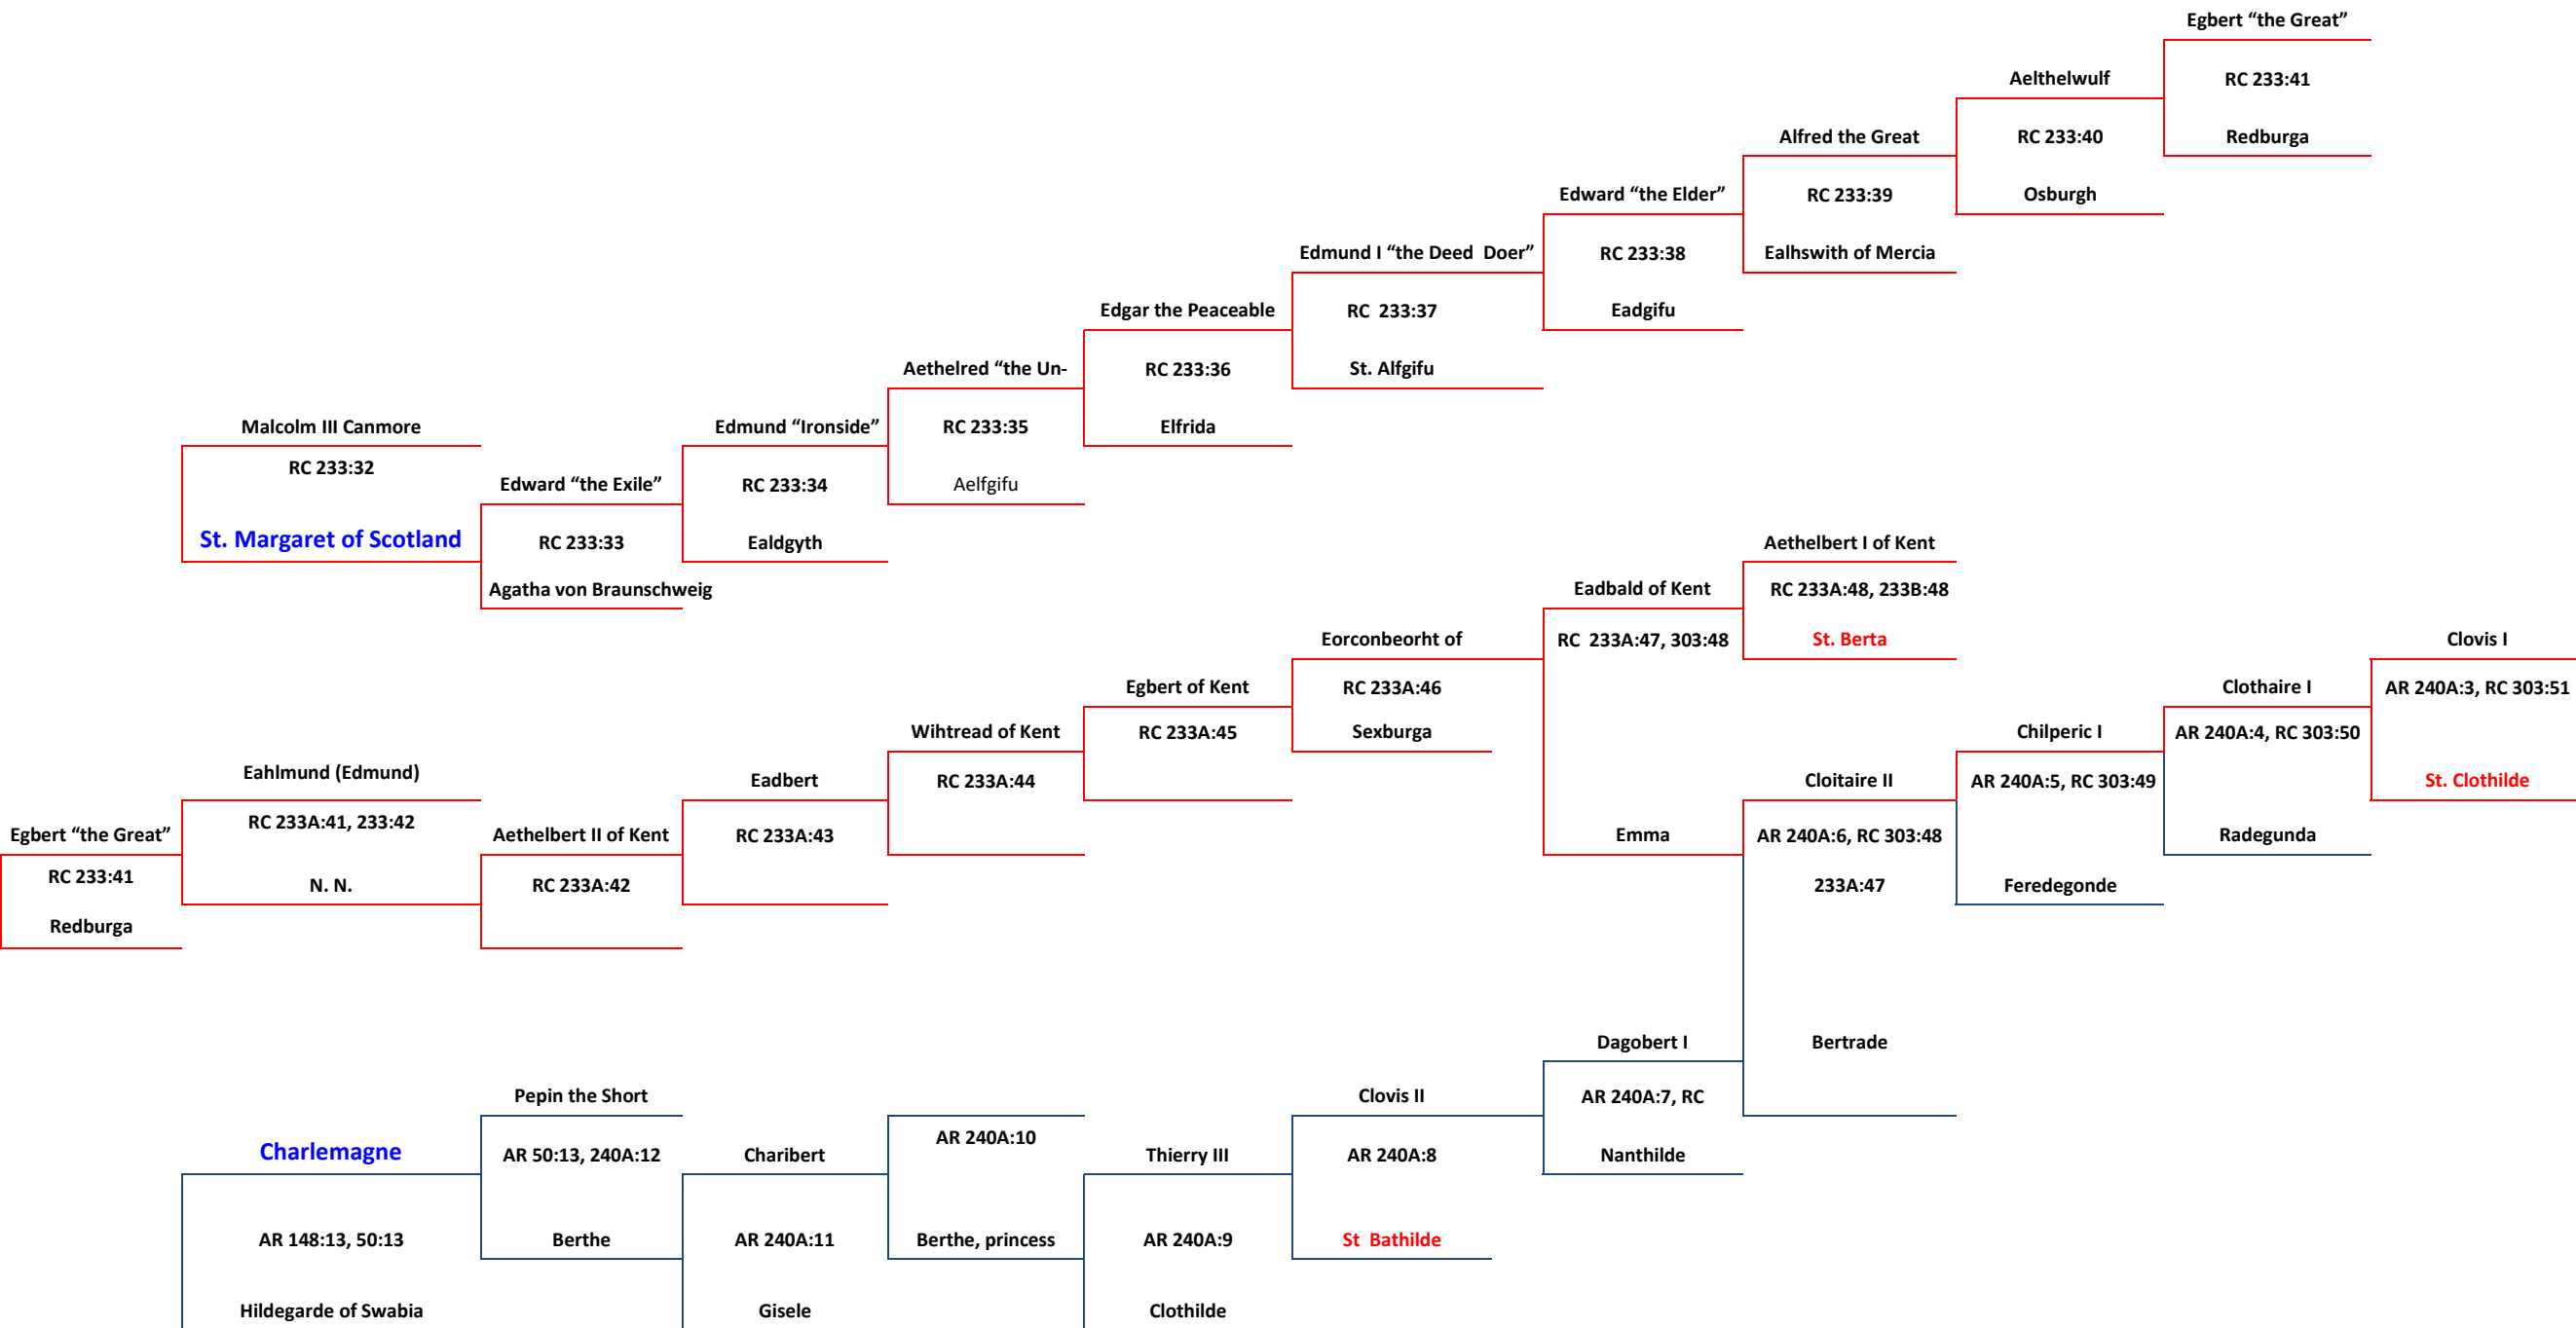 Egbert “the Great”
Aelthelwulf
RC 233:41
Alfred the Great
RC 233:40
Redburga
Edward “the Elder”
RC 233:39
Osburgh
Edmund I “the Deed  Doer”
RC 233:38
Ealhswith of Mercia
Edgar the Peaceable
RC  233:37
Eadgifu
Aethelred “the Un-
RC 233:36
St. Alfgifu
Malcolm III Canmore
Edmund “Ironside”
RC 233:35
Elfrida
RC 233:32
Edward “the Exile”
RC 233:34
Aelfgifu
St. Margaret of Scotland
RC 233:33
Ealdgyth
Aethelbert I of Kent
Agatha von Braunschweig
Eadbald of Kent
RC 233A:48, 233B:48
Eorconbeorht of
RC  233A:47, 303:48
St. Berta
Clovis I
Egbert of Kent
RC 233A:46
Clothaire I
AR 240A:3, RC 303:51
Wihtread of Kent
RC 233A:45
Sexburga
Chilperic I
AR 240A:4, RC 303:50
Eahlmund (Edmund)
Eadbert
RC 233A:44
Cloitaire II
AR 240A:5, RC 303:49
St. Clothilde
RC 233A:41, 233:42
Egbert “the Great”
Aethelbert II of Kent
RC 233A:43
Emma
AR 240A:6, RC 303:48
Radegunda
RC 233:41
N. N.
RC 233A:42
233A:47
Feredegonde
Redburga
Dagobert I
Bertrade
Pepin the Short
Clovis II
AR 240A:7, RC
Charlemagne
AR 50:13, 240A:12
Charibert
AR 240A:10
Thierry III
AR 240A:8
Nanthilde
AR 148:13, 50:13
Berthe
AR 240A:11
Berthe, princess
AR 240A:9
St  Bathilde
Hildegarde of Swabia
Gisele
Clothilde